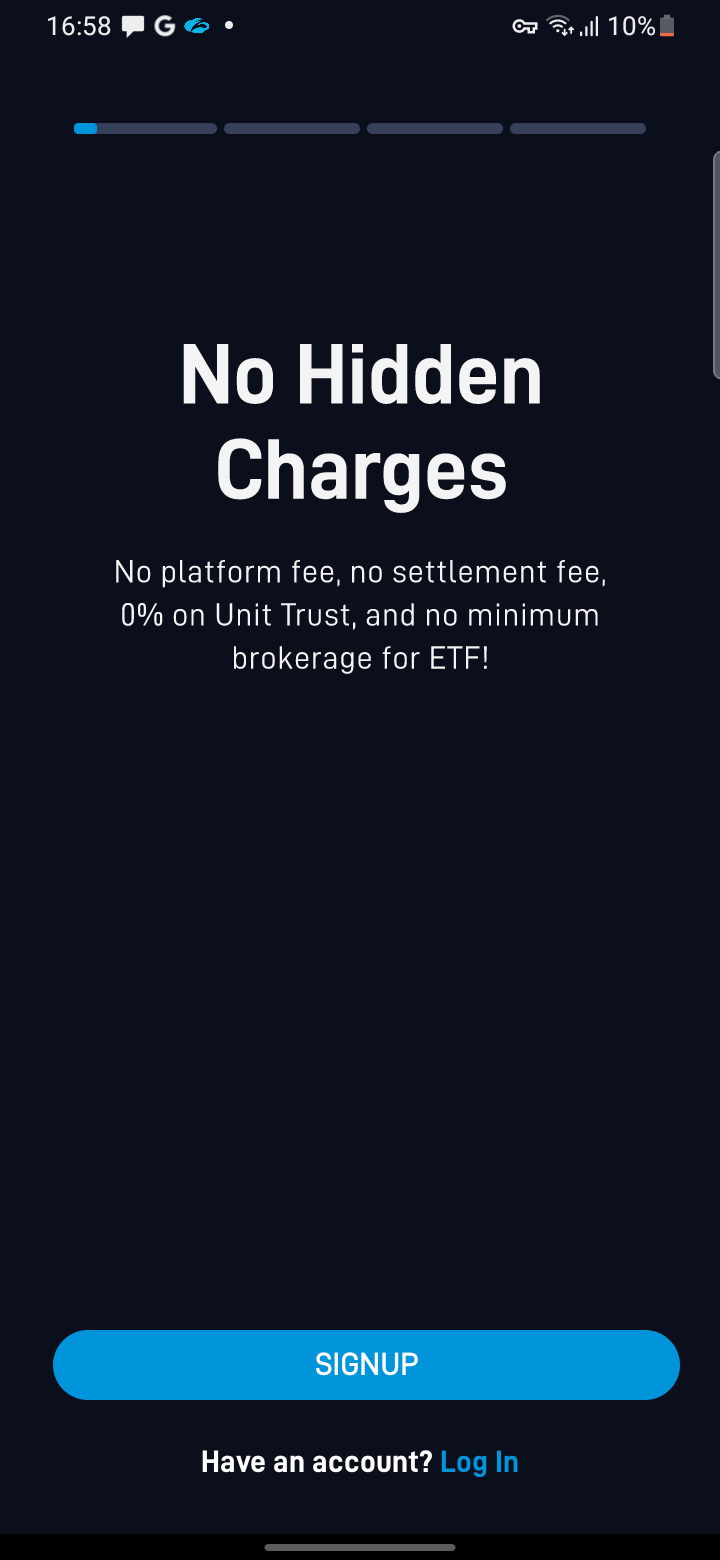 16:58
10%
No Hidden
Charges
No platform fee, no settlement fee,
0% on Unit Trust, and no minimum
brokerage for ETF!
SIGNUP
Have an account? Log In